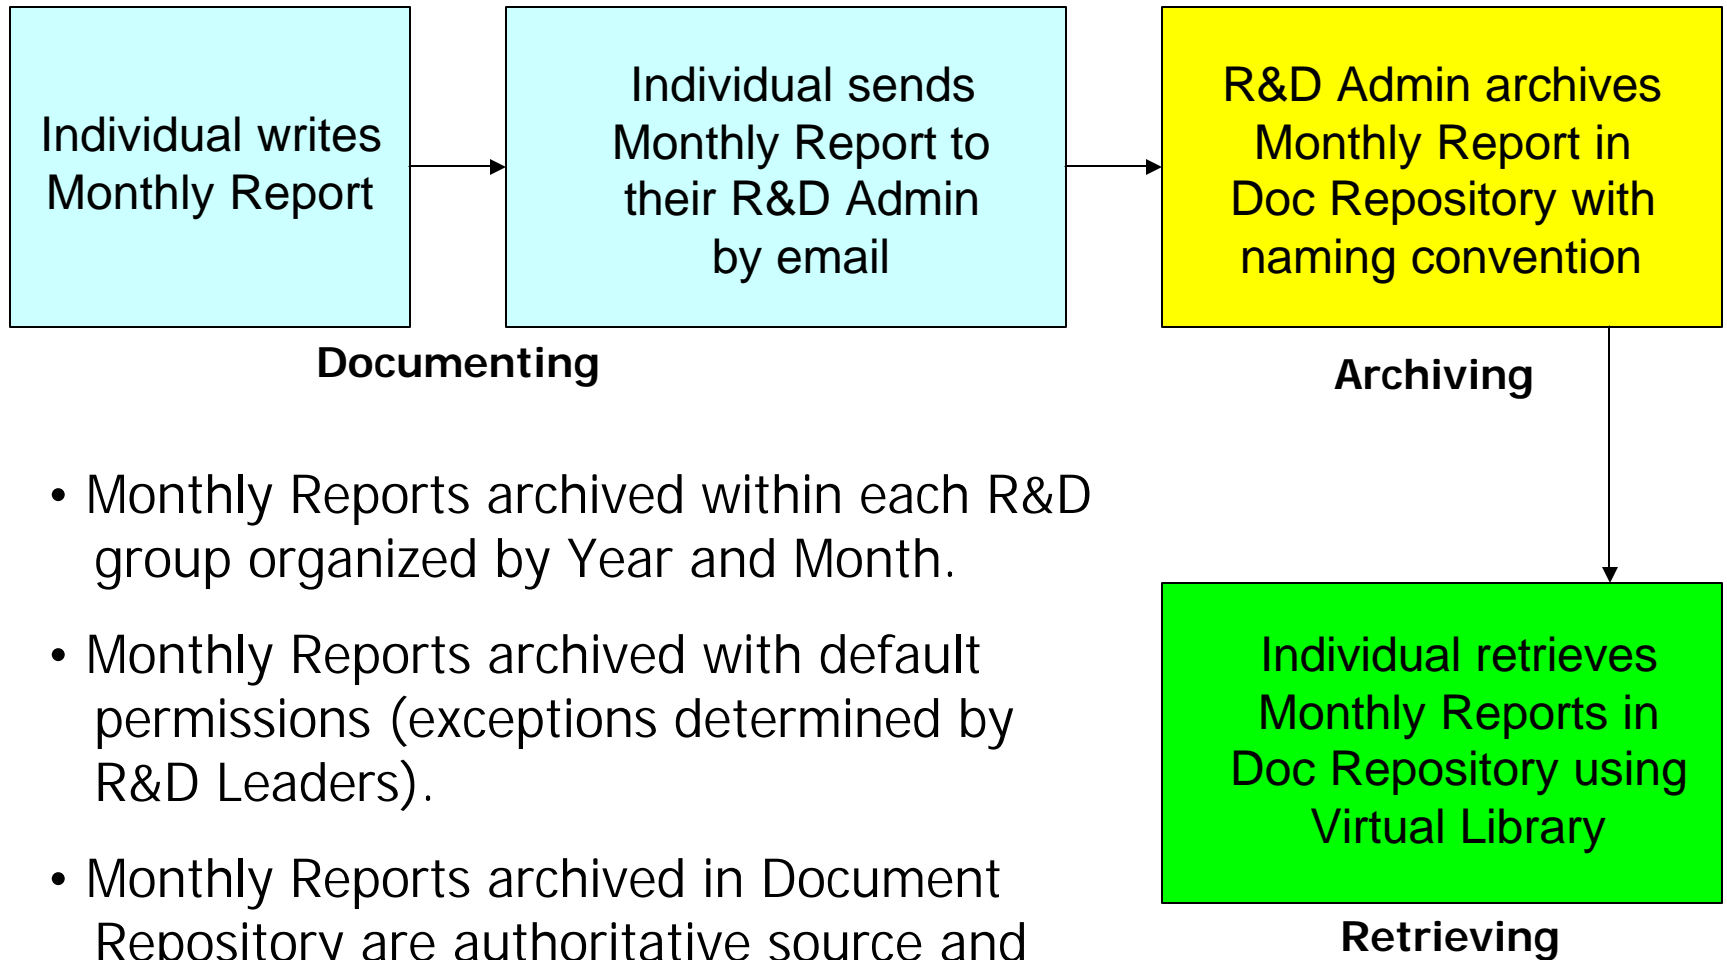 Individual writes
Monthly Report
Individual sends
Monthly Report to
their R&D Admin
by email
R&D Admin archives
Monthly Report in
Doc Repository with
naming convention
Documenting
Archiving
• Monthly Reports archived within each R&D
group organized by Year and Month.
• Monthly Reports archived with default
permissions (exceptions determined by
R&D Leaders).
• Monthly Reports archived in Document
Repository are authoritative source and
Individual retrieves
Monthly Reports in
Doc Repository using
Virtual Library
Retrieving